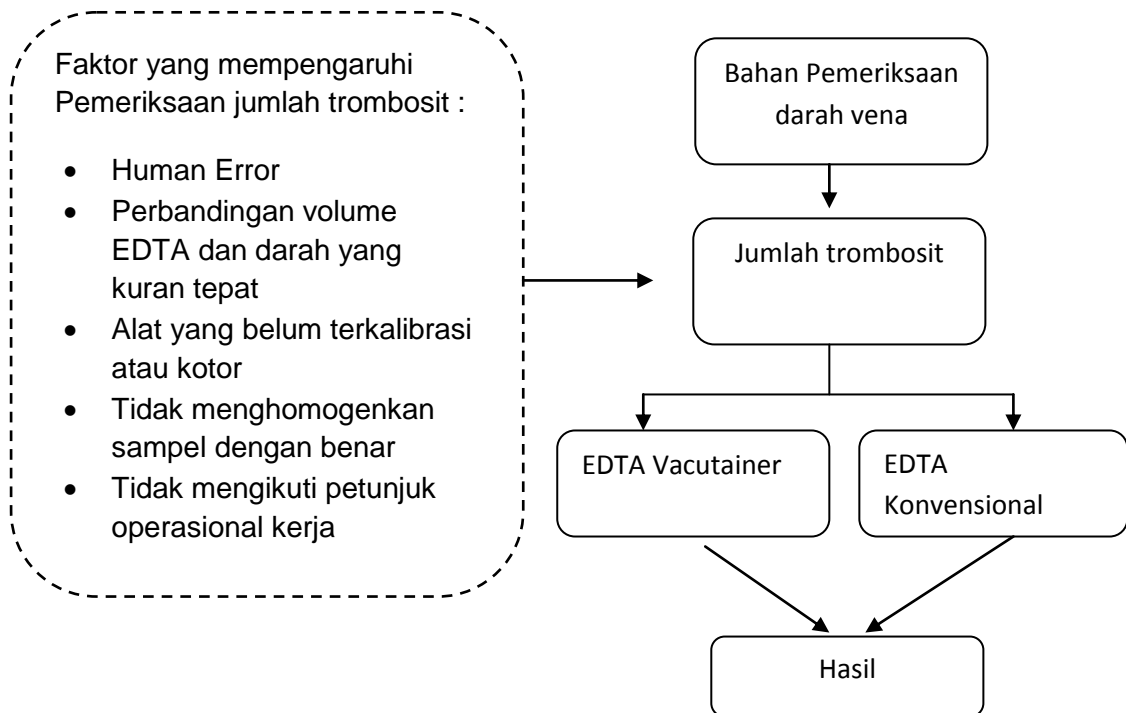 Faktor yang mempengaruhi
Pemeriksaan jumlah trombosit :
• Human Error
• Perbandingan volume
EDTA dan darah yang
kuran tepat
• Alat yang belum terkalibrasi
atau kotor
• Tidak menghomogenkan
sampel dengan benar
• Tidak mengikuti petunjuk
operasional kerja
Bahan Pemeriksaan
darah vena
Jumlah trombosit
EDTA Vacutainer
EDTA
Konvensional
Hasil